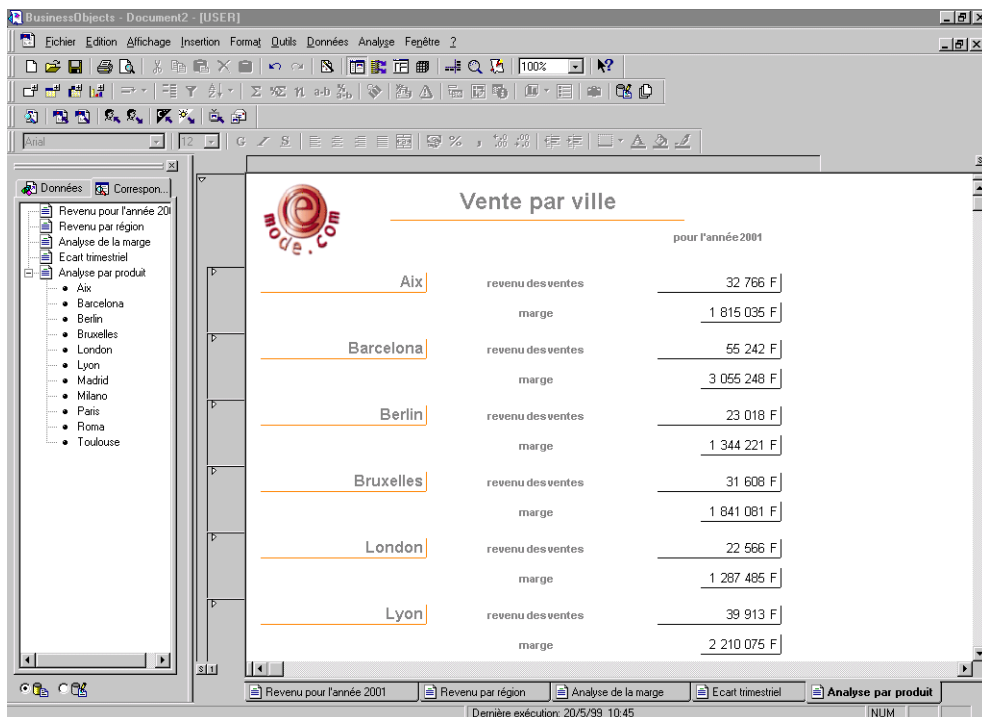 BusinessObjects - Document2 - [USER]
Fichier Edition Affichage Insertion Format Outils Données Analyse Fenêtre ?
100%
Arial 12 G I S
Données Correspon...
Revenu pour l'année 20
Revenu par région
Analyse de la marge
Ecart trimestriel
Analyse par produit
Aix
Barcelona
Berlin
Bruxelles
London
Lyon
Madrid
Milano
Paris
Roma
Toulouse
e mode.com
Vente par ville
pour l'année 2001
Aix revenu des ventes 32 766 F
marge 1 815 035 F
Barcelona revenu des ventes 55 242 F
marge 3 055 248 F
Berlin revenu des ventes 23 018 F
marge 1 344 221 F
Bruxelles revenu des ventes 31 608 F
marge 1 841 081 F
London revenu des ventes 22 566 F
marge 1 287 485 F
Lyon revenu des ventes 39 913 F
marge 2 210 075 F
Revenu pour l'année 2001 Revenu par région Analyse de la marge Ecart trimestriel Analyse par produit
Dernière exécution: 20/5/99 10:45 NUM